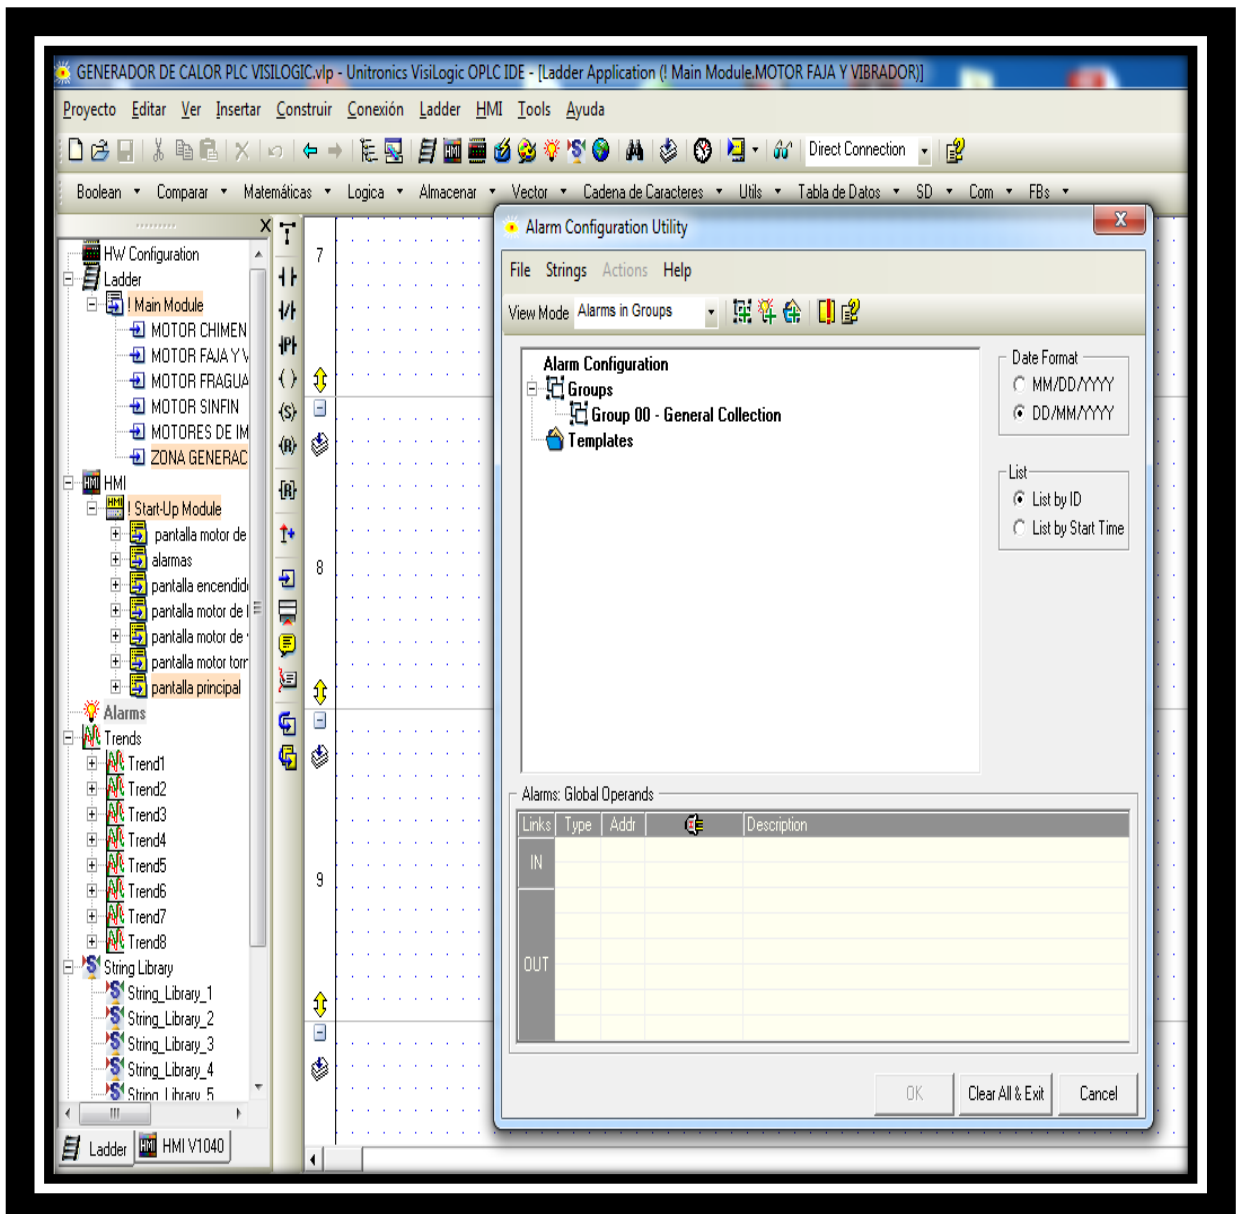 GENERADOR DE CALOR PLC VISILOGIC.vlp - Unitronics VisiLogic OPLC IDE - [Ladder Application (! Main Module.MOTOR FAJA Y VIBRADOR)]
Proyecto Editar Ver Insertar Construir Conexión Ladder HMI Tools Ayuda
Direct Connection
Boolean Comparar Matemáticas Logica Almacenar Vector Cadena de Caracteres Utils Tabla de Datos SD Com FBs
HW Configuration
Ladder
! Main Module
MOTOR CHIMEN
MOTOR FAJA Y V
MOTOR FRAGUA
MOTOR SINFIN
MOTORES DE IM
ZONA GENERAC
HMI
! Start-Up Module
pantalla motor de
alarmas
pantalla encendid
pantalla motor de l
pantalla motor de
pantalla motor torr
pantalla principal
Alarms
Trends
Trend1
Trend2
Trend3
Trend4
Trend5
Trend6
Trend7
Trend8
String Library
String_Library_1
String_Library_2
String_Library_3
String_Library_4
String_Library_5
Ladder HMI V1040
7
8
9
Alarm Configuration Utility
File Strings Actions Help
View Mode Alarms in Groups
Alarm Configuration
Groups
Group 00 - General Collection
Templates
Date Format
MM/DD/YYYY
DD/MM/YYYY
List
List by ID
List by Start Time
Alarms: Global Operands
Links Type Addr Description
IN
OUT
OK Clear All & Exit Cancel